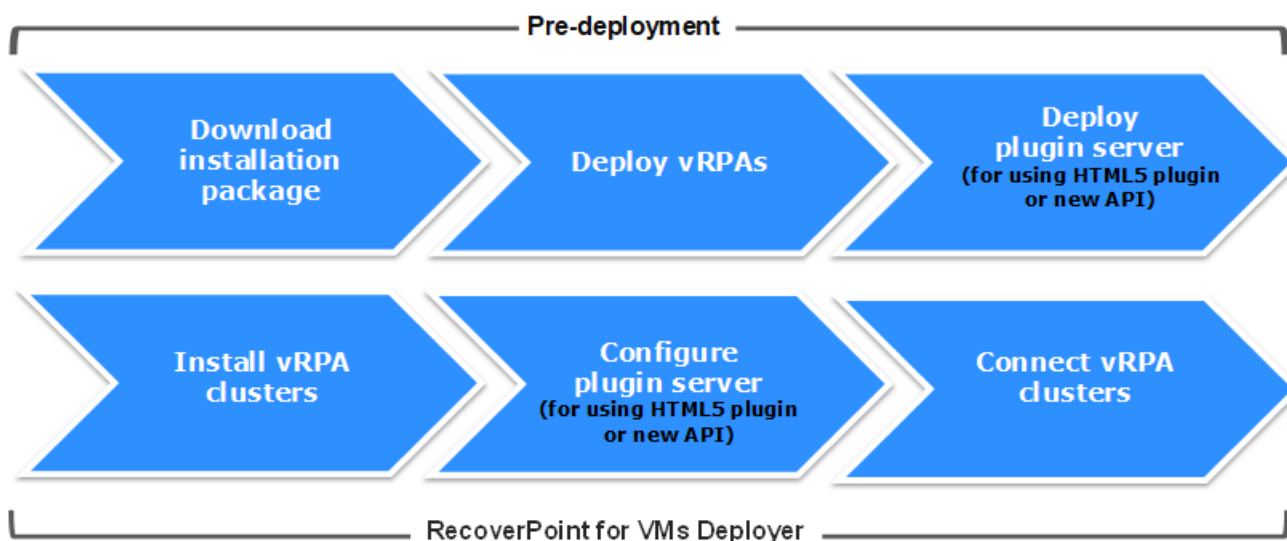 Pre-deployment
Download
installation
package
Deploy vRPAs
Deploy
plugin server
(for using HTML5 plugin
or new API)
Install vRPA
clusters
Configure
plugin server
(for using HTML5 plugin
or new API)
Connect vRPA
clusters
RecoverPoint for VMs Deployer